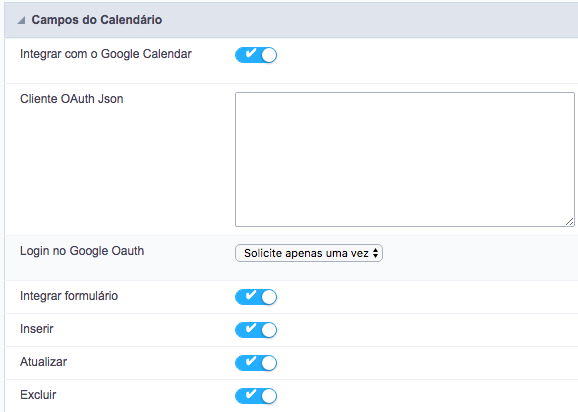 Campos do Calendário
Integrar com o Google Calendar
Cliente OAuth Json
Login no Google Oauth
Solicite apenas uma vez
Integrar formulário
Inserir
Atualizar
Excluir